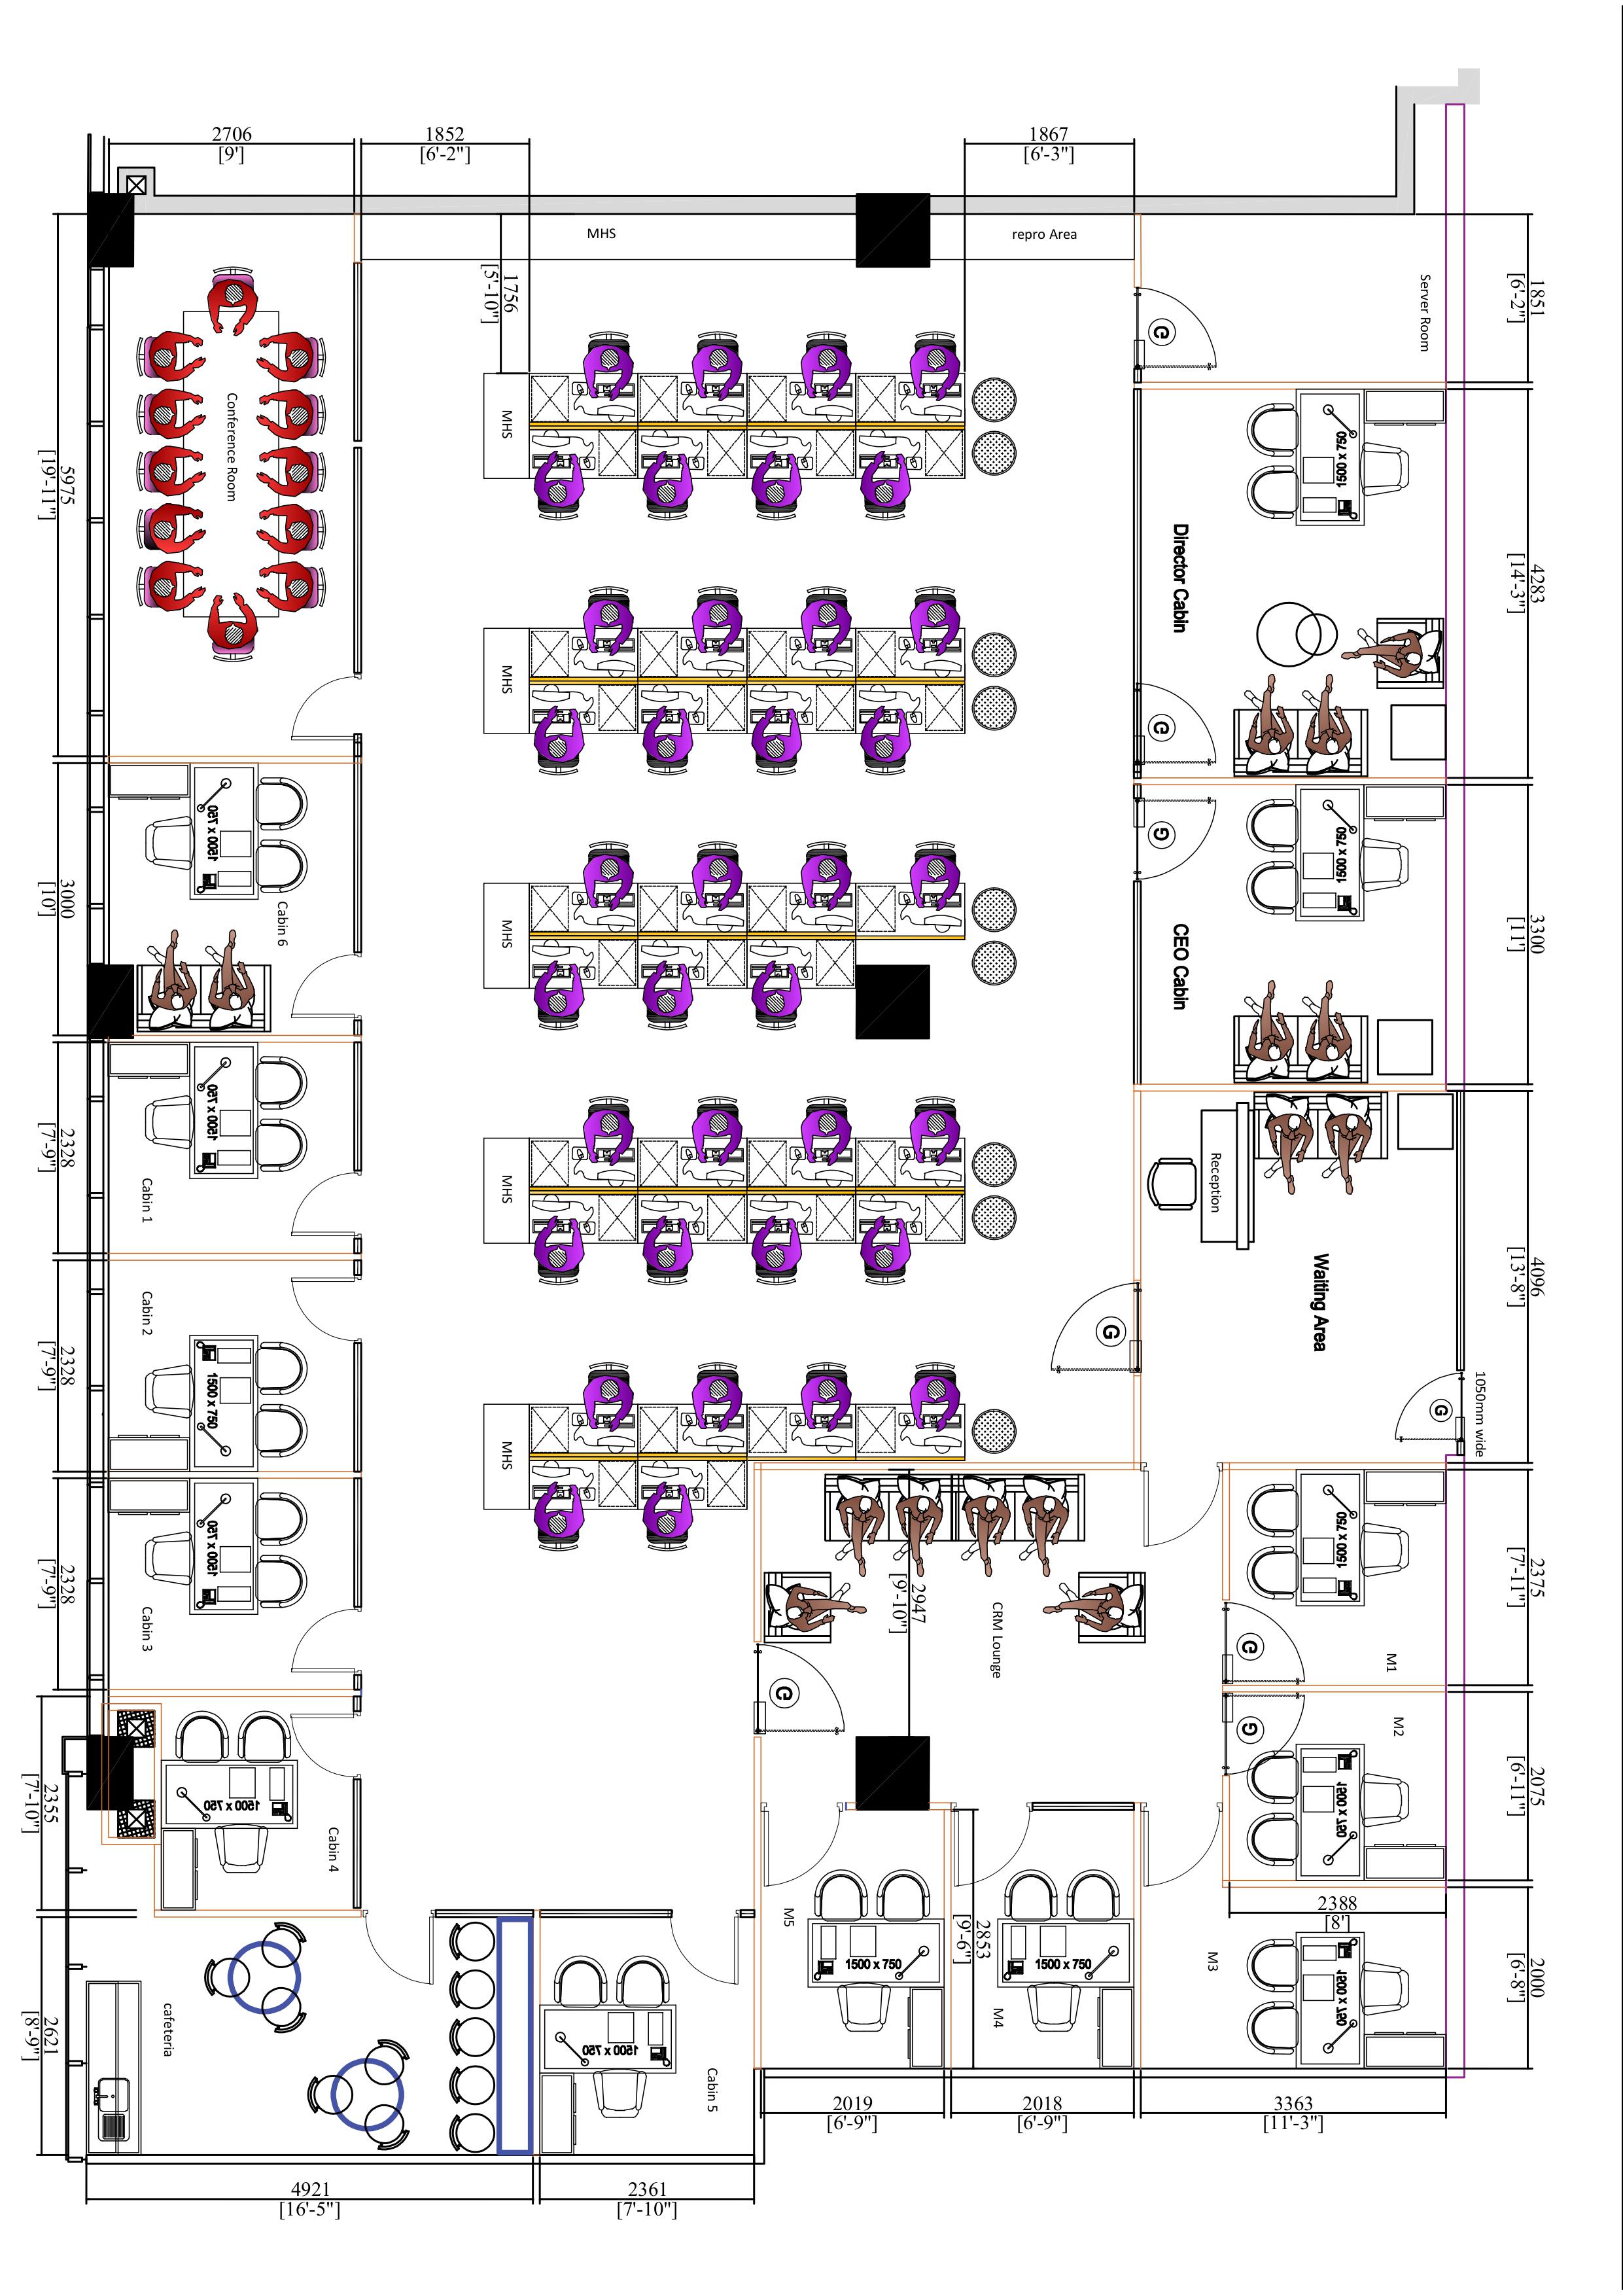 2706
[9']
1852
[6'-2"]
1867
[6'-3"]
MHS
repro Area
Server Room
1851
[6'-2"]
1756
[5'-10"]
G
Conference Room
5975
[19'-11"]
MHS
1500 x 750
Director Cabin
4283
[14'-3"]
G
MHS
1500 x 750
Cabin 6
3000
[10']
G
1500 x 750
CEO Cabin
3300
[11']
MHS
1500 x 750
Cabin 1
2328
[7'-9"]
MHS
Reception
Waiting Area
4096
[13'-8"]
G
1050mm wide
G
Cabin 2
1500 x 750
2328
[7'-9"]
MHS
1500 x 750
Cabin 3
2328
[7'-9"]
2947
[9'-10"]
CRM Lounge
1500 x 750
2375
[7'-11"]
G
M1
G
G
M2
1500 x 750
2075
[6'-11"]
1500 x 750
Cabin 4
2355
[7'-10"]
2388
[8']
M5
1500 x 750
2853
[9'-6"]
1500 x 750
M4
M3
1500 x 750
2000
[6'-8"]
cafeteria
2621
[8'-9"]
1500 x 750
Cabin 5
2019
[6'-9"]
2018
[6'-9"]
3363
[11'-3"]
4921
[16'-5"]
2361
[7'-10"]